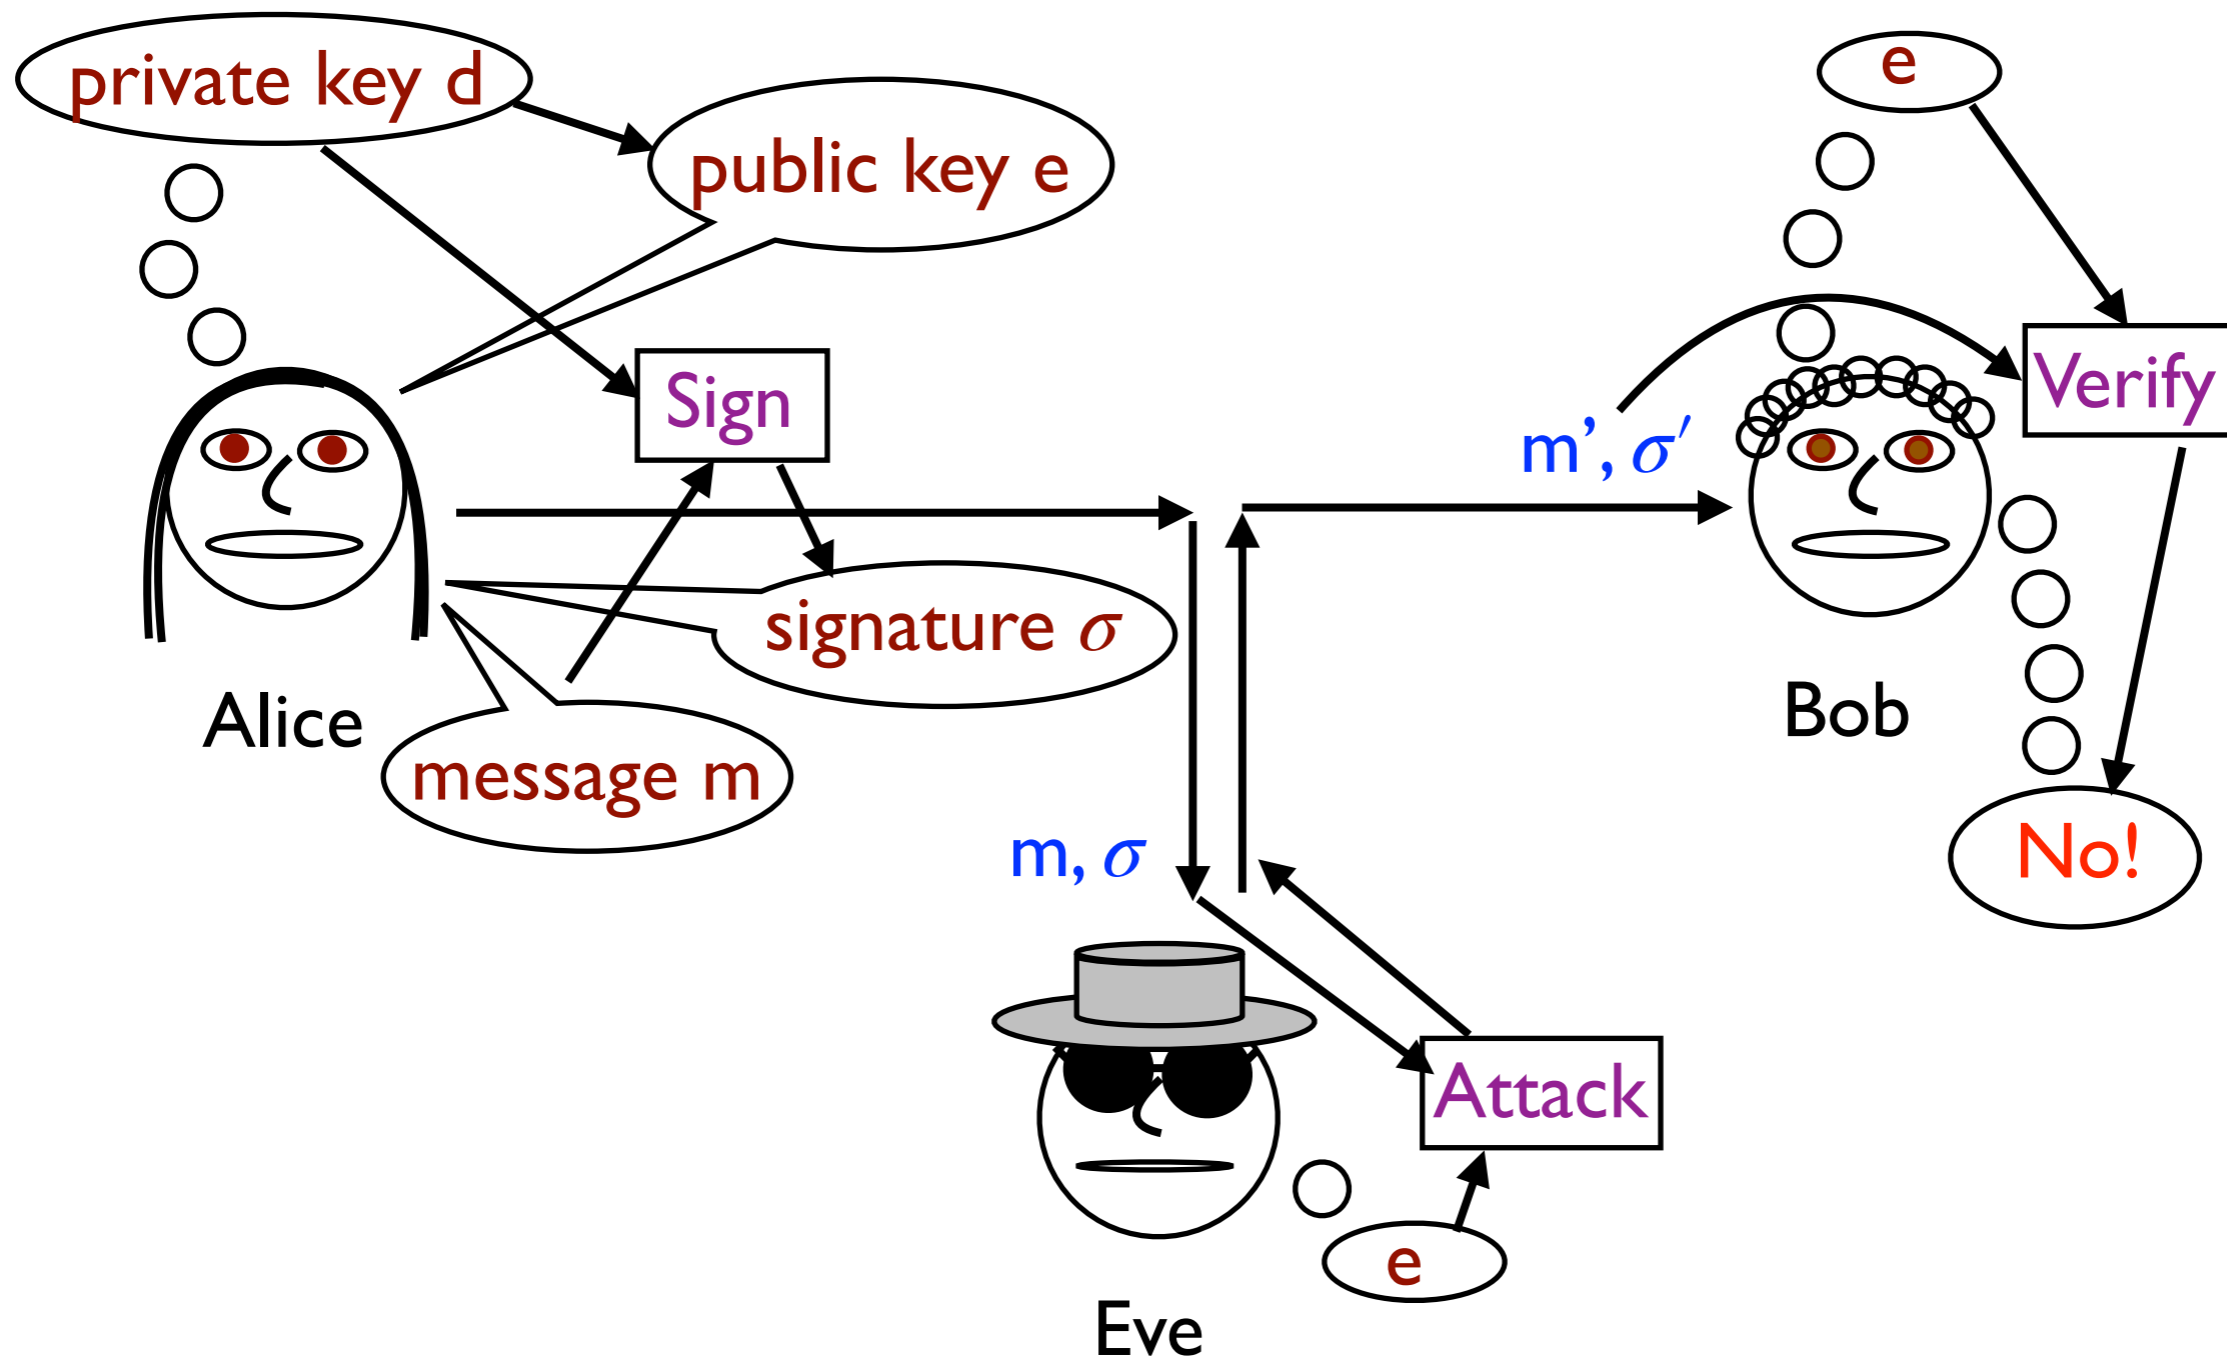 private key d
public key e
e
Sign
Verify
m’, σ′
signature σ
Alice
Bob
message m
m, σ
No!
Attack
e
Eve